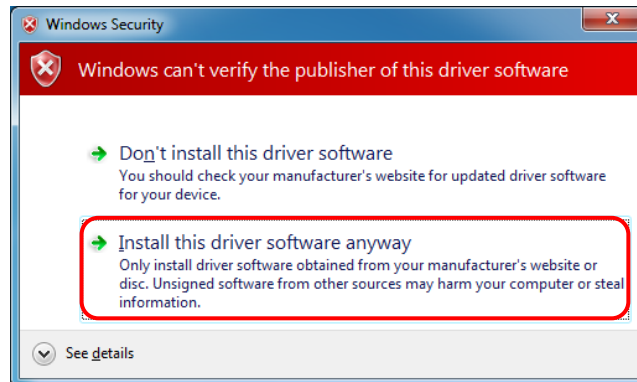 Windows Security
Windows can't verify the publisher of this driver software
Don't install this driver software
You should check your manufacturer's website for updated driver software
for your device.
Install this driver software anyway
Only install driver software obtained from your manufacturer's website or
disc. Unsigned software from other sources may harm your computer or steal
information.
See details